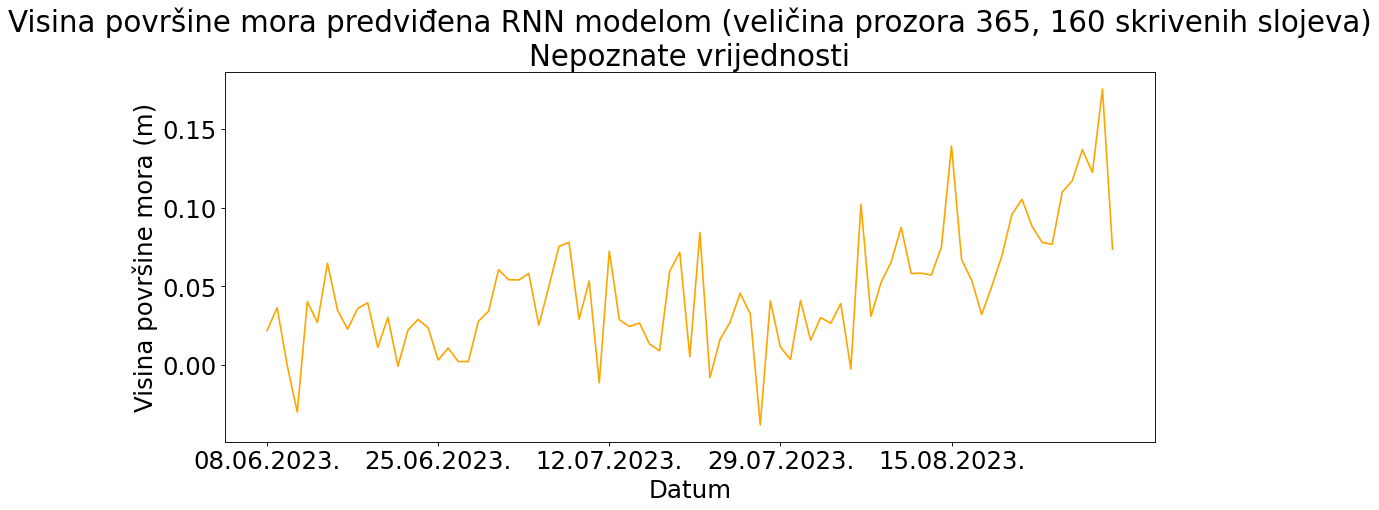 Visina površine mora predviđena RNN modelom (veličina prozora 365, 160 skrivenih slojeva)
Nepoznate vrijednosti
Visina površine mora (m)
0.15
0.10
0.05
0.00
08.06.2023. 25.06.2023. 12.07.2023. 29.07.2023. 15.08.2023.
Datum